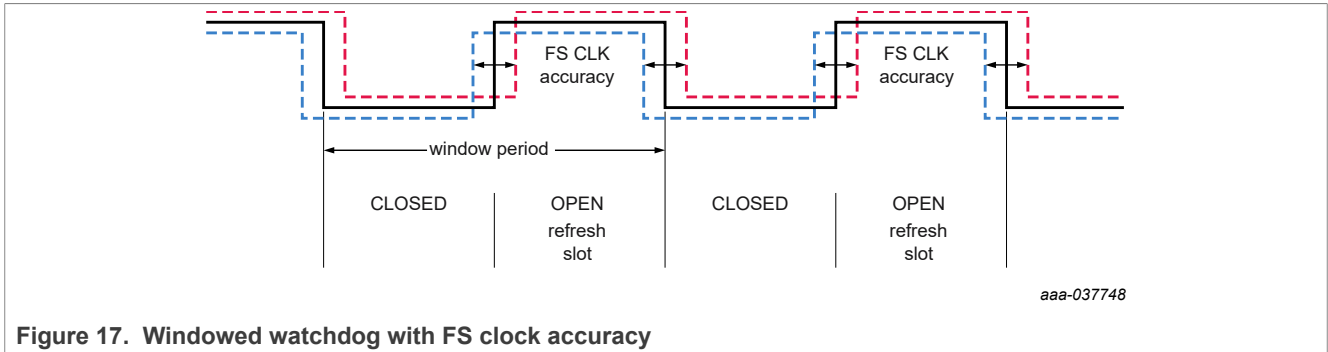 FS CLK
accuracy
FS CLK
accuracy
window period
CLOSED
OPEN
refresh
slot
CLOSED
OPEN
refresh
slot
aaa-037748
Figure 17. Windowed watchdog with FS clock accuracy